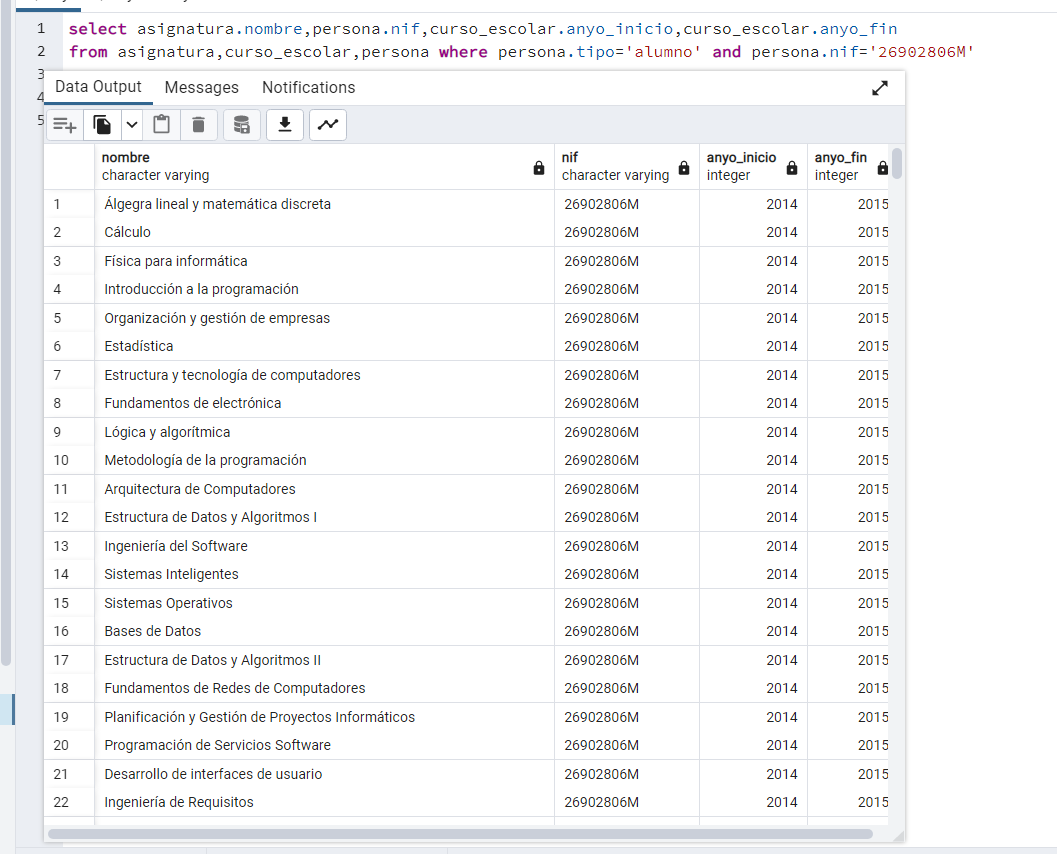 1 select asignatura.nombre,persona.nif,curso_escolar.anyo_inicio,curso_escolar.anyo_fin
2 from asignatura,curso_escolar,persona where persona.tipo='alumno' and persona.nif='26902806M'
3
4
5
Data Output Messages Notifications
nombre nif anyo_inicio anyo_fin
character varying character varying integer integer
1 Álgegra lineal y matemática discreta 26902806M 2014 2015
2 Cálculo 26902806M 2014 2015
3 Física para informática 26902806M 2014 2015
4 Introducción a la programación 26902806M 2014 2015
5 Organización y gestión de empresas 26902806M 2014 2015
6 Estadística 26902806M 2014 2015
7 Estructura y tecnología de computadores 26902806M 2014 2015
8 Fundamentos de electrónica 26902806M 2014 2015
9 Lógica y algorítmica 26902806M 2014 2015
10 Metodología de la programación 26902806M 2014 2015
11 Arquitectura de Computadores 26902806M 2014 2015
12 Estructura de Datos y Algoritmos I 26902806M 2014 2015
13 Ingeniería del Software 26902806M 2014 2015
14 Sistemas Inteligentes 26902806M 2014 2015
15 Sistemas Operativos 26902806M 2014 2015
16 Bases de Datos 26902806M 2014 2015
17 Estructura de Datos y Algoritmos II 26902806M 2014 2015
18 Fundamentos de Redes de Computadores 26902806M 2014 2015
19 Planificación y Gestión de Proyectos Informáticos 26902806M 2014 2015
20 Programación de Servicios Software 26902806M 2014 2015
21 Desarrollo de interfaces de usuario 26902806M 2014 2015
22 Ingeniería de Requisitos 26902806M 2014 2015